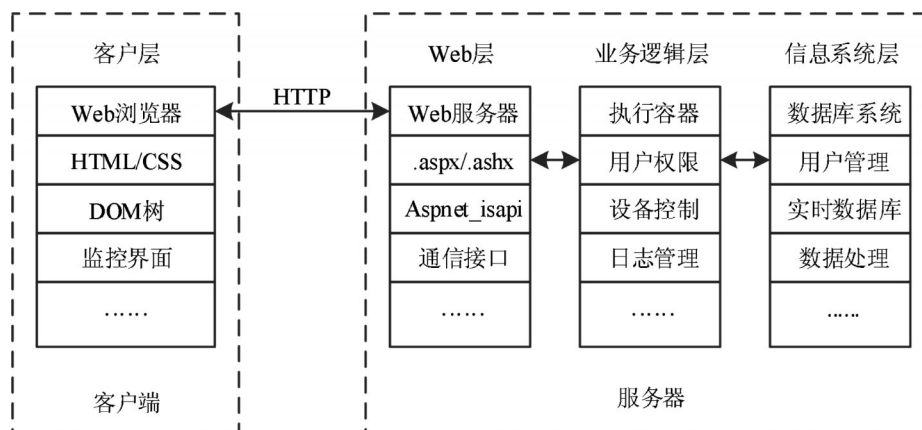 客户层
Web浏览器
HTML/CSS
DOM树
监控界面
……
客户端
HTTP
Web层
Web服务器
.aspx/.ashx
Aspnet_isapi
通信接口
……
业务逻辑层
执行容器
用户权限
设备控制
日志管理
……
信息系统层
数据库系统
用户管理
实时数据库
数据处理
……
服务器